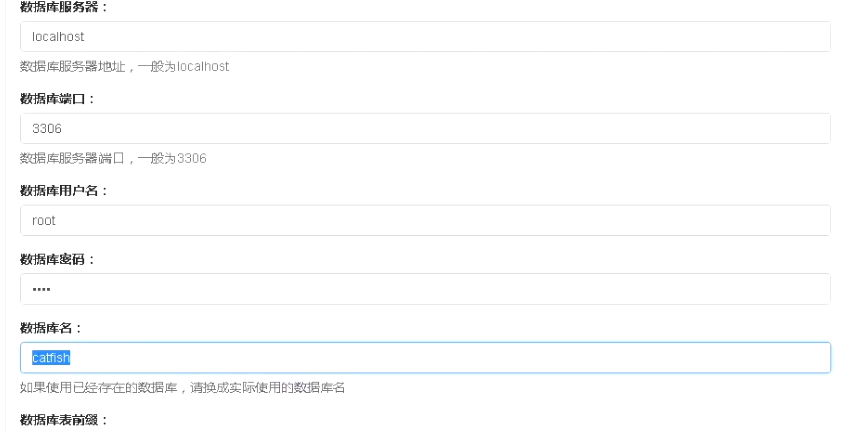 数据库服务器：
localhost
数据库服务器地址，一般为localhost
数据库端口：
3306
数据库服务器端口，一般为3306
数据库用户名：
root
数据库密码：
••••
数据库名：
catfish
如果使用已经存在的数据库，请换成实际使用的数据库名
数据库表前缀：